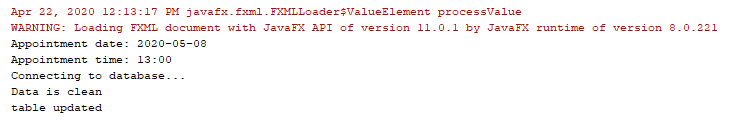 Apr 22, 2020 12:13:17 PM javafx.fxml.FXMLLoader$ValueElement processValue
WARNING: Loading FXML document with JavaFX API of version 11.0.1 by JavaFX runtime of version 8.0.221
Appointment date: 2020-05-08
Appointment time: 13:00
Connecting to database...
Data is clean
table updated